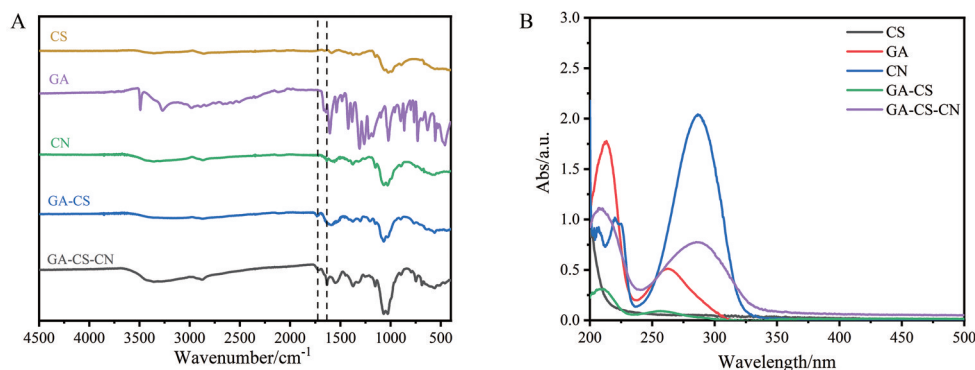 A
CS
GA
CN
GA-CS
GA-CS-CN
4500 4000 3500 3000 2500 2000 1500 1000 500
Wavenumber/cm⁻¹
B
Abs/a.u.
3.0
2.5
2.0
1.5
1.0
0.5
0.0
CS
GA
CN
GA-CS
GA-CS-CN
200 250 300 350 400 450 500
Wavelength/nm